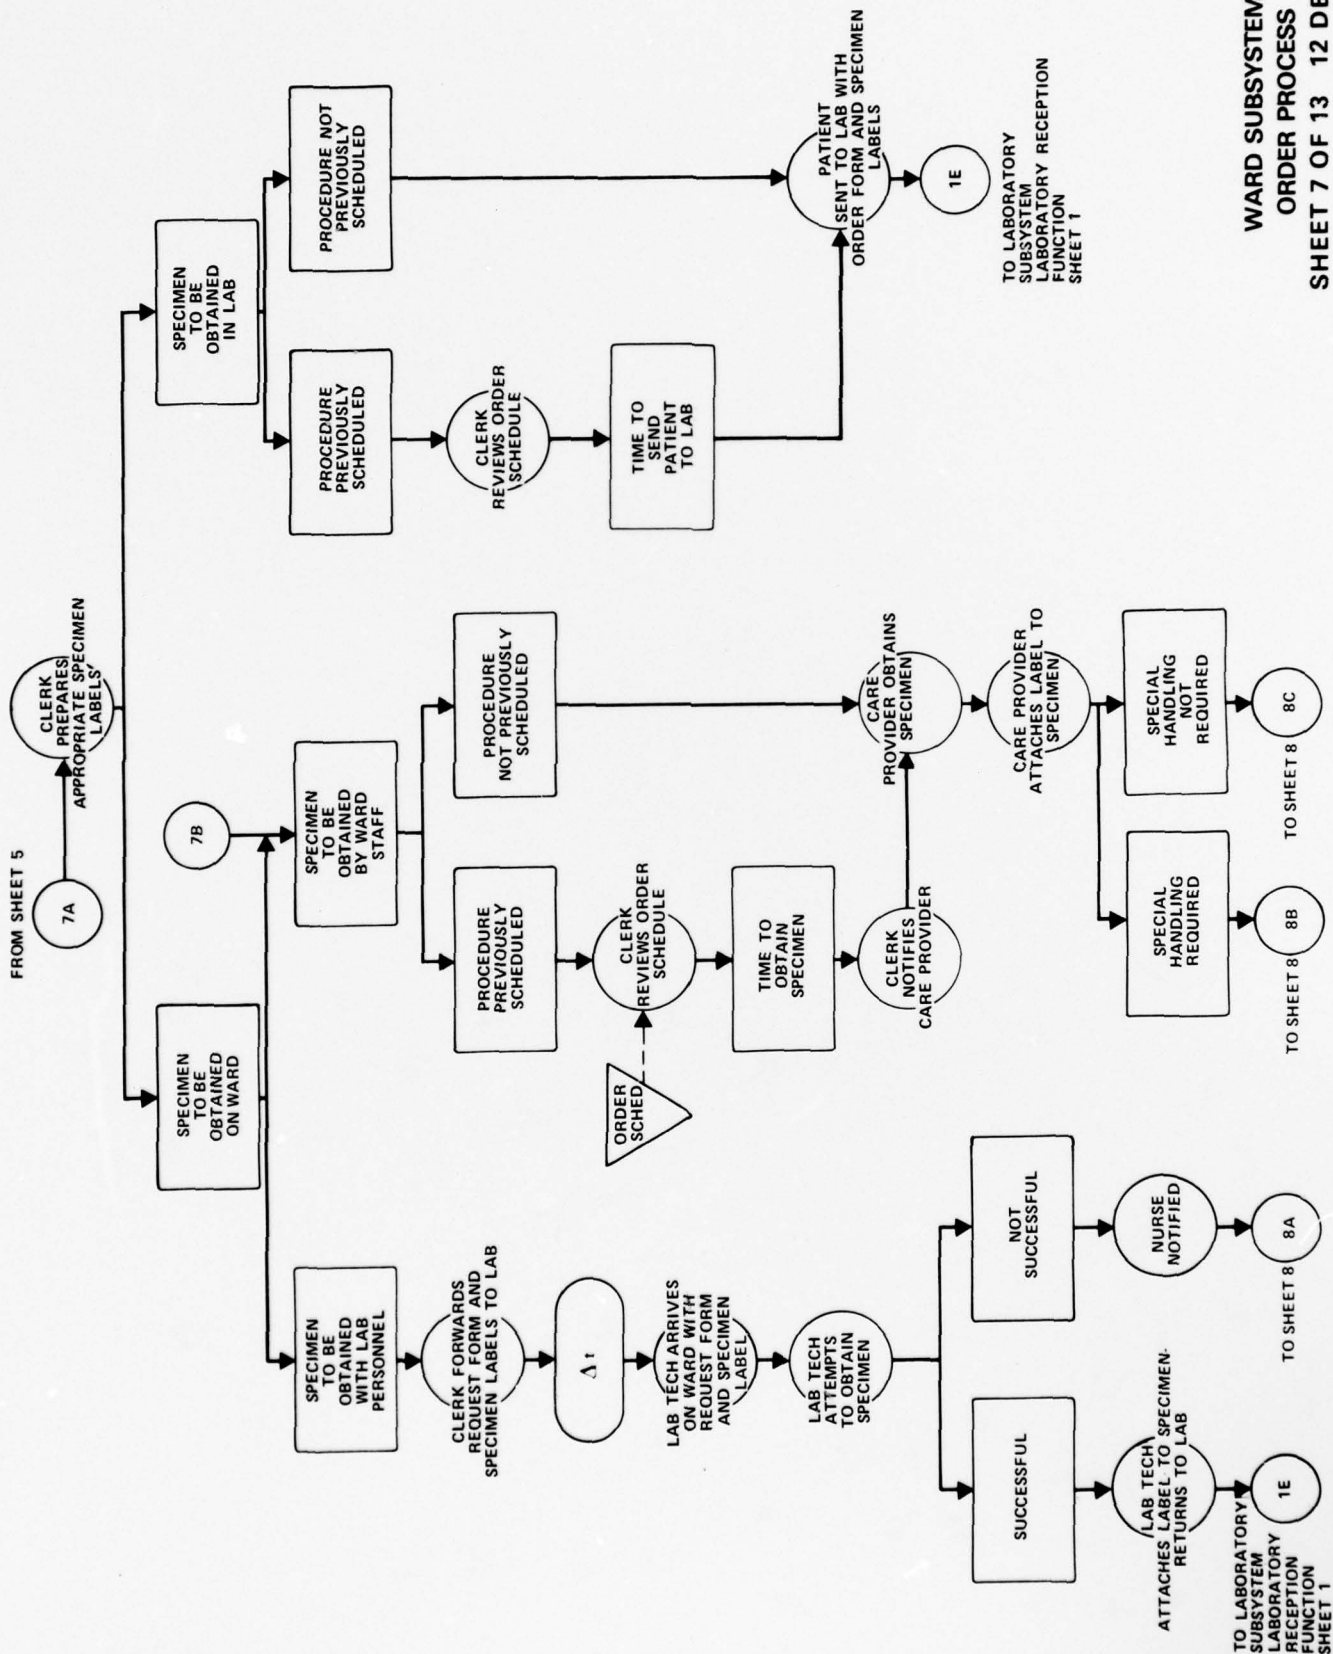 FROM SHEET 5
7A
CLERK
PREPARES
APPROPRIATE SPECIMEN
LABELS
SPECIMEN
TO BE
OBTAINED
ON WARD
7B
SPECIMEN
TO BE
OBTAINED
IN LAB
SPECIMEN
TO BE
OBTAINED
WITH LAB
PERSONNEL
CLERK FORWARDS
REQUEST FORM AND
SPECIMEN LABELS TO LAB
Δ t
LAB TECH ARRIVES
ON WARD WITH
REQUEST FORM
AND SPECIMEN
LABEL
LAB TECH
ATTEMPTS
TO OBTAIN
SPECIMEN
SUCCESSFUL
LAB TECH
ATTACHES LABEL TO SPECIMEN-
RETURNS TO LAB
1E
TO LABORATORY
SUBSYSTEM
LABORATORY
RECEPTION
FUNCTION
SHEET 1
NOT
SUCCESSFUL
NURSE
NOTIFIED
8A
TO SHEET 8
SPECIMEN
TO BE
OBTAINED
BY WARD
STAFF
PROCEDURE
PREVIOUSLY
SCHEDULED
ORDER
SCHED
CLERK
REVIEWS ORDER
SCHEDULE
TIME TO
OBTAIN
SPECIMEN
CLERK
NOTIFIES
CARE PROVIDER
PROCEDURE
NOT PREVIOUSLY
SCHEDULED
CARE
PROVIDER OBTAINS
SPECIMEN
CARE PROVIDER
ATTACHES LABEL TO
SPECIMEN
SPECIAL
HANDLING
REQUIRED
8B
TO SHEET 8
SPECIAL
HANDLING
NOT
REQUIRED
8C
TO SHEET 8
PROCEDURE
PREVIOUSLY
SCHEDULED
CLERK
REVIEWS ORDER
SCHEDULE
TIME TO
SEND
PATIENT
TO LAB
PROCEDURE NOT
PREVIOUSLY
SCHEDULED
PATIENT
SENT TO LAB WITH
ORDER FORM AND SPECIMEN
LABELS
1E
TO LABORATORY
SUBSYSTEM
LABORATORY RECEPTION
FUNCTION
SHEET 1
WARD SUBSYSTEM
ORDER PROCESS
SHEET 7 OF 13 12 DE